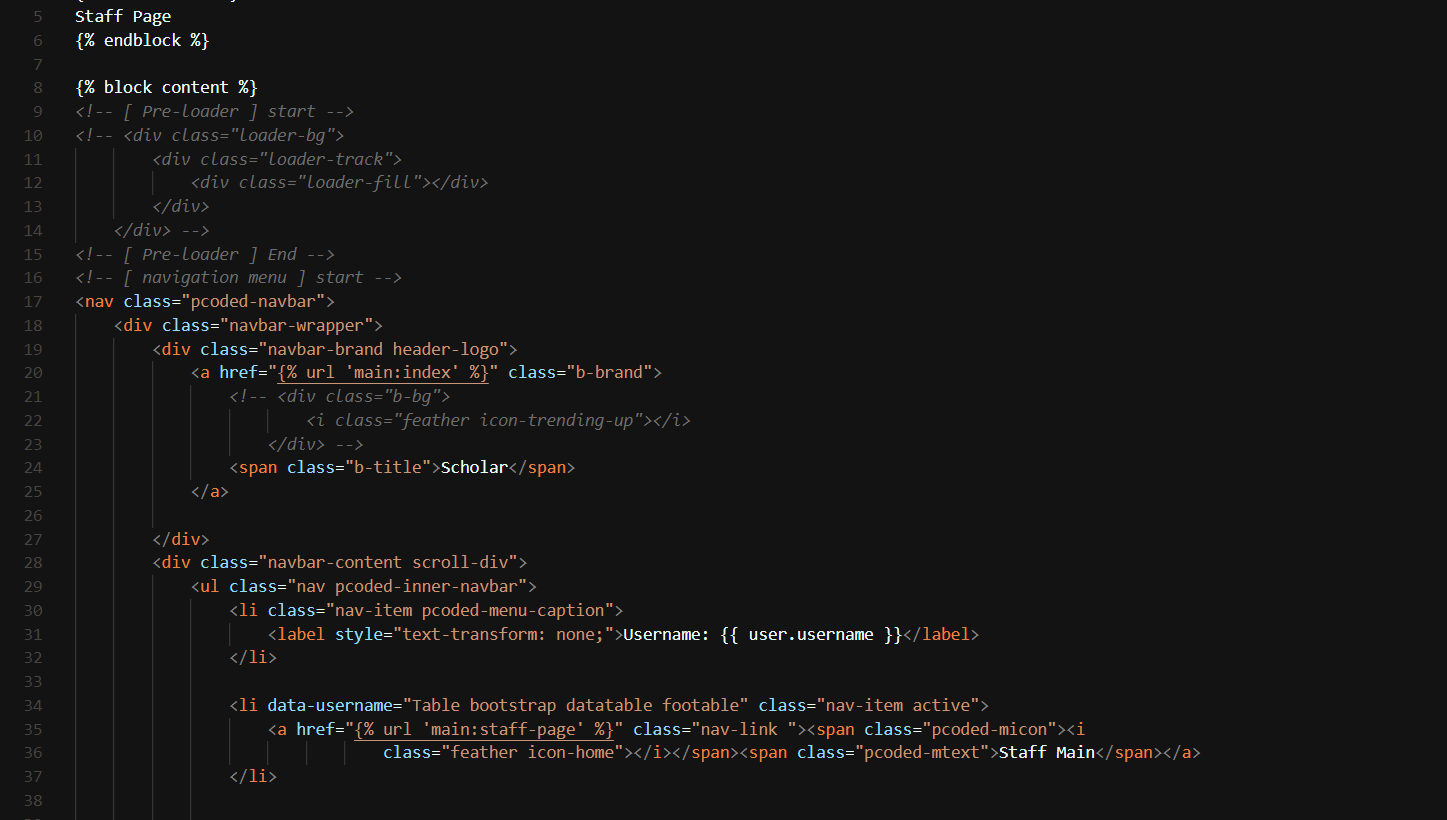 5 Staff Page
6 {% endblock %}
7
8 {% block content %}
9 <!-- [ Pre-loader ] start -->
10 <!-- <div class="loader-bg">
11 <div class="loader-track">
12 <div class="loader-fill"></div>
13 </div>
14 </div> -->
15 <!-- [ Pre-loader ] End -->
16 <!-- [ navigation menu ] start -->
17 <nav class="pcoded-navbar">
18 <div class="navbar-wrapper">
19 <div class="navbar-brand header-logo">
20 <a href="{% url 'main:index' %}" class="b-brand">
21 <!-- <div class="b-bg">
22 <i class="feather icon-trending-up"></i>
23 </div> -->
24 <span class="b-title">Scholar</span>
25 </a>
26
27 </div>
28 <div class="navbar-content scroll-div">
29 <ul class="nav pcoded-inner-navbar">
30 <li class="nav-item pcoded-menu-caption">
31 <label style="text-transform: none;">Username: {{ user.username }}</label>
32 </li>
33
34 <li data-username="Table bootstrap datatable footable" class="nav-item active">
35 <a href="{% url 'main:staff-page' %}" class="nav-link "><span class="pcoded-micon"><i
36 class="feather icon-home"></i></span><span class="pcoded-mtext">Staff Main</span></a>
37 </li>
38